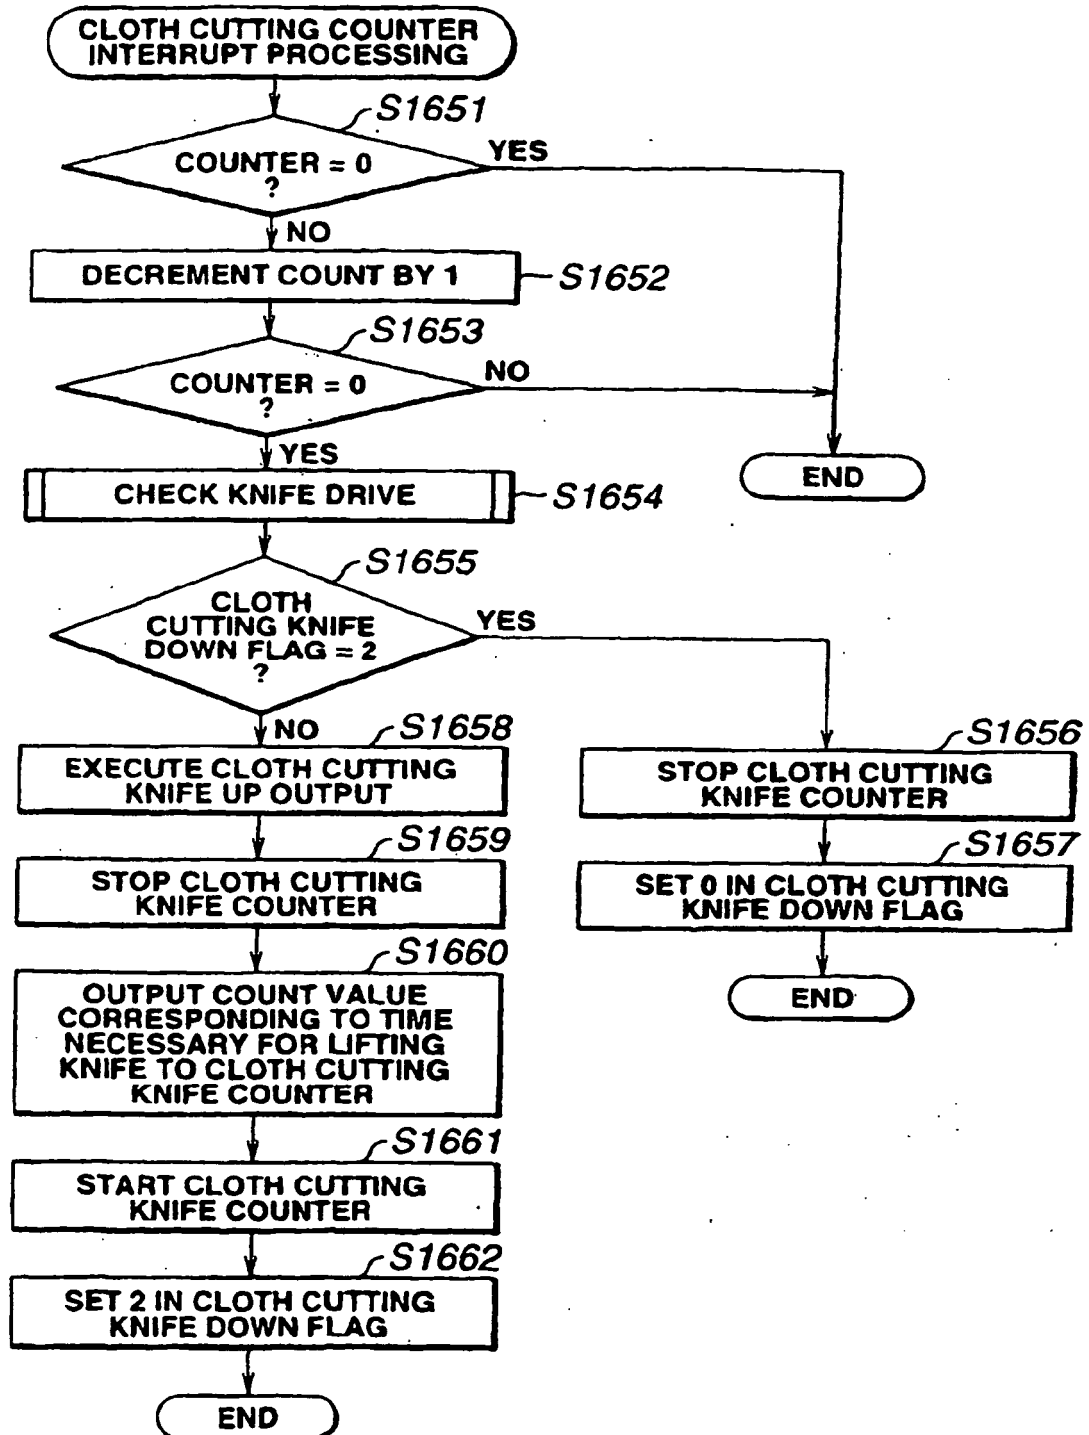 CLOTH CUTTING COUNTER
INTERRUPT PROCESSING
S1651
COUNTER = 0
?
YES
NO
DECREMENT COUNT BY 1
S1652
S1653
COUNTER = 0
?
NO
YES
END
CHECK KNIFE DRIVE
S1654
S1655
CLOTH
CUTTING KNIFE
DOWN FLAG = 2
?
YES
NO
S1658
EXECUTE CLOTH CUTTING
KNIFE UP OUTPUT
S1656
STOP CLOTH CUTTING
KNIFE COUNTER
S1659
STOP CLOTH CUTTING
KNIFE COUNTER
S1657
SET 0 IN CLOTH CUTTING
KNIFE DOWN FLAG
END
S1660
OUTPUT COUNT VALUE
CORRESPONDING TO TIME
NECESSARY FOR LIFTING
KNIFE TO CLOTH CUTTING
KNIFE COUNTER
S1661
START CLOTH CUTTING
KNIFE COUNTER
S1662
SET 2 IN CLOTH CUTTING
KNIFE DOWN FLAG
END